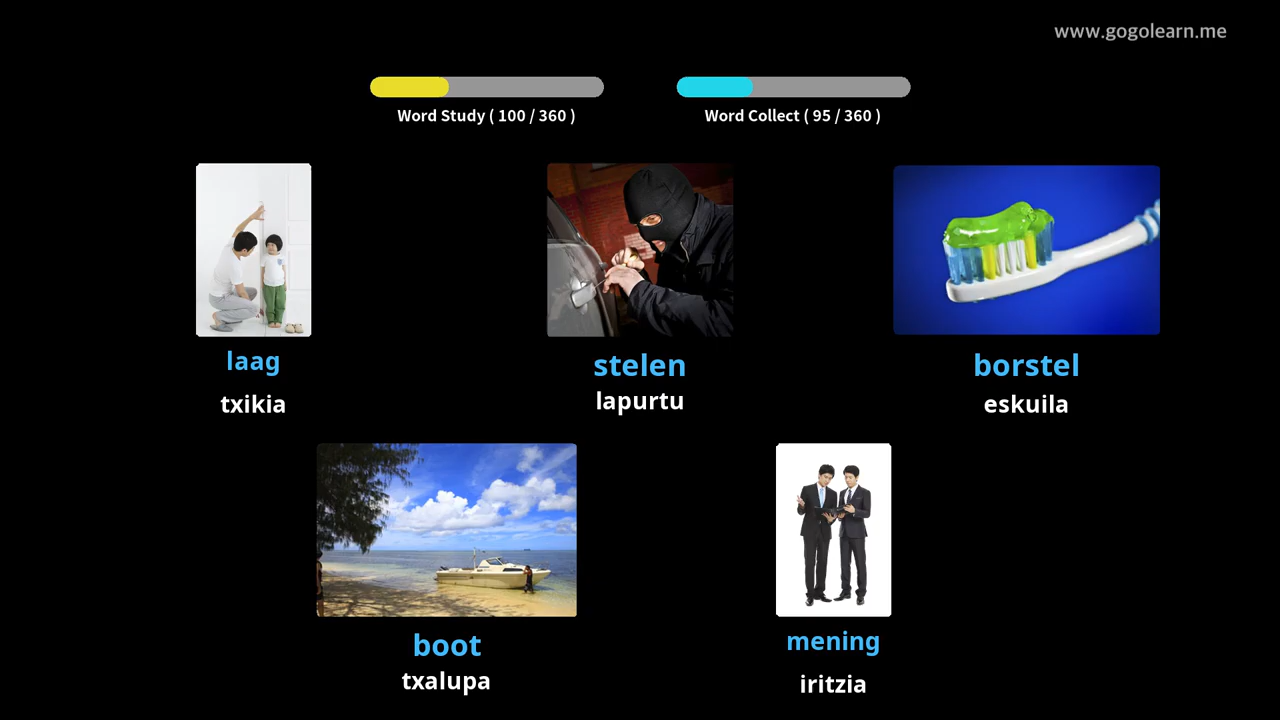 www.gogolearn.me
Word Study ( 100 / 360 )
Word Collect ( 95 / 360 )
laag
txikia
stelen
lapurtu
borstel
eskuila
boot
txalupa
mening
iritzia